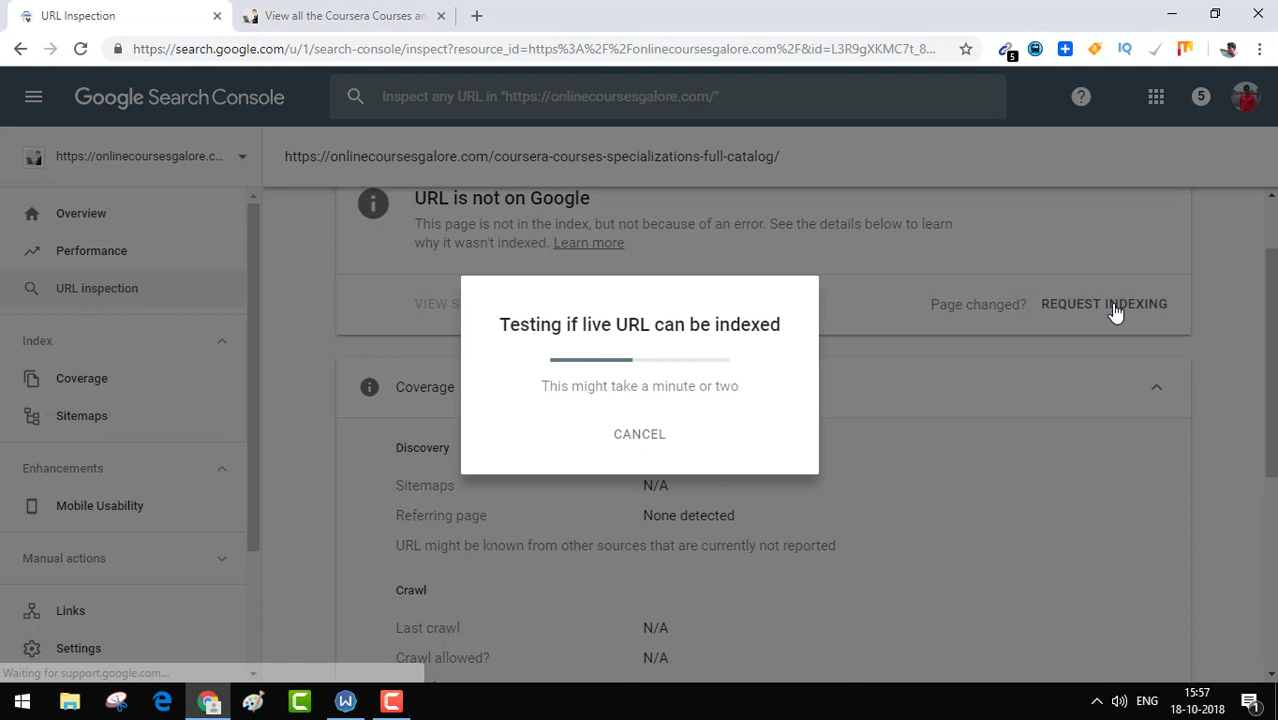 URL Inspection
View all the Coursera Courses an
https://search.google.com/u/1/search-console/inspect?resource_id=https%3A%2F%2Fonlinecoursesgalore.com%2F&id=L3R9gXKMC7t_8...
5
IQ
Google Search Console
Inspect any URL in "https://onlinecoursesgalore.com/"
5
https://onlinecoursesgalore.c...
https://onlinecoursesgalore.com/coursera-courses-specializations-full-catalog/
Overview
Performance
URL inspection
Index
Coverage
Sitemaps
Enhancements
Mobile Usability
Manual actions
Links
Settings
URL is not on Google
This page is not in the index, but not because of an error. See the details below to learn
why it wasn't indexed. Learn more
VIEW S
Page changed?
REQUEST INDEXING
Testing if live URL can be indexed
This might take a minute or two
CANCEL
Coverage
Discovery
Sitemaps N/A
Referring page None detected
URL might be known from other sources that are currently not reported
Crawl
Last crawl N/A
Crawl allowed? N/A
Waiting for support.google.com...
ENG
15:57
18-10-2018
1